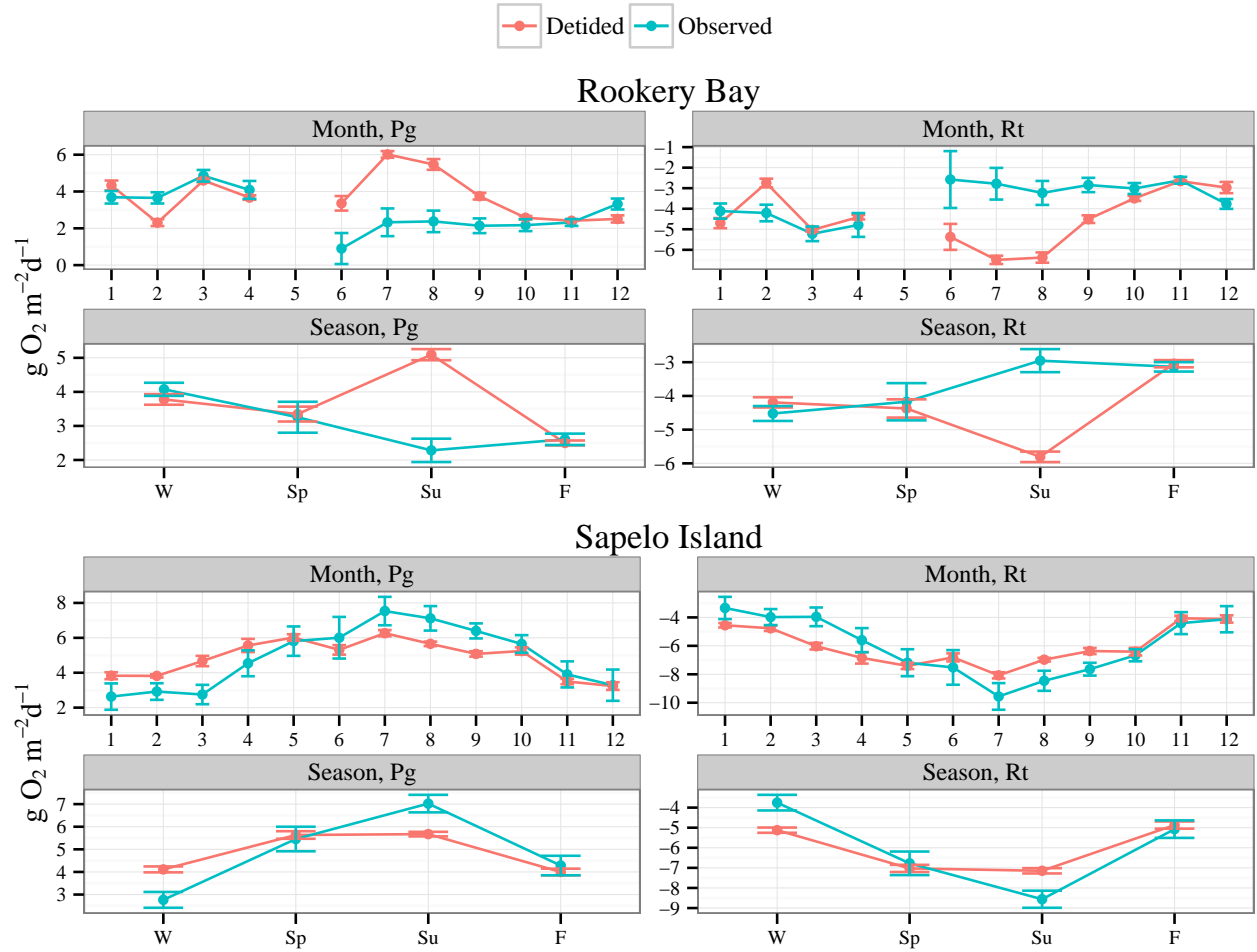 Detided Observed
Rookery Bay
Month, Pg Month, Rt
g O₂ m⁻²d⁻¹
6
4
2
0
1 2 3 4 5 6 7 8 9 10 11 12
−1
−2
−3
−4
−5
−6
1 2 3 4 5 6 7 8 9 10 11 12
Season, Pg Season, Rt
5
4
3
2
W Sp Su F
−3
−4
−5
−6
W Sp Su F
Sapelo Island
Month, Pg Month, Rt
g O₂ m⁻²d⁻¹
8
6
4
2
1 2 3 4 5 6 7 8 9 10 11 12
−4
−6
−8
−10
1 2 3 4 5 6 7 8 9 10 11 12
Season, Pg Season, Rt
7
6
5
4
3
W Sp Su F
−4
−5
−6
−7
−8
−9
W Sp Su F